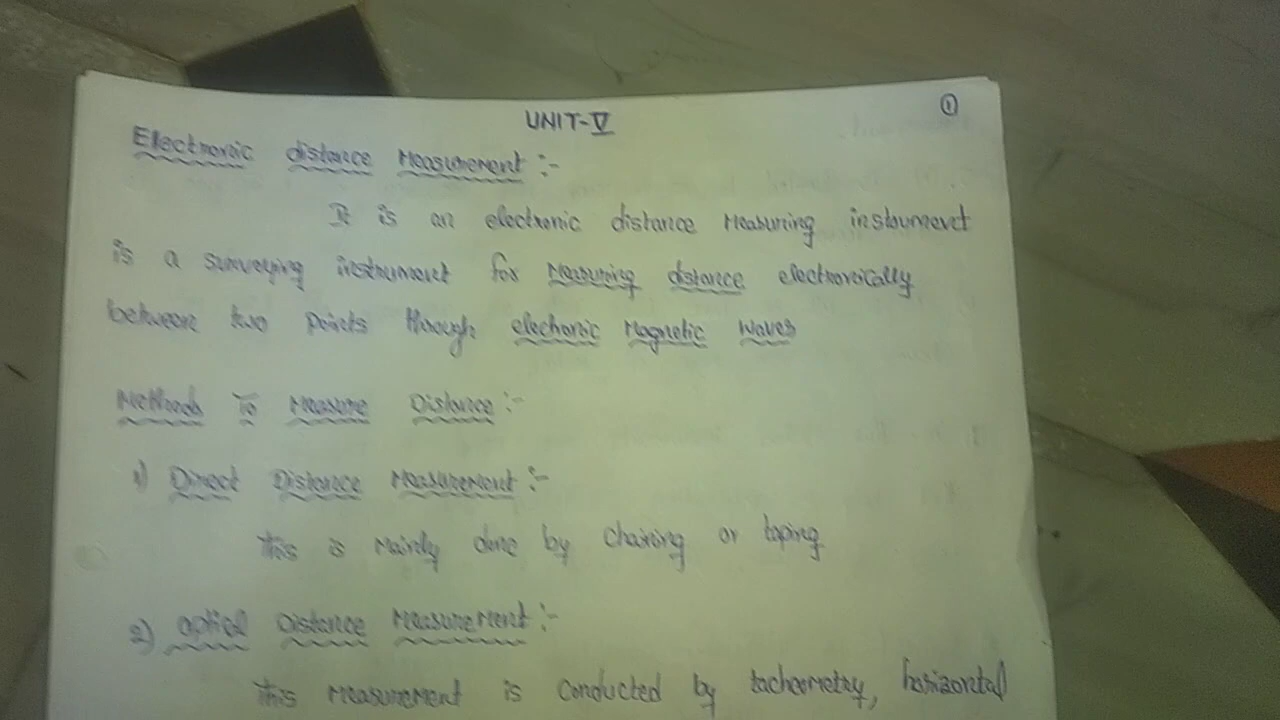 UNIT-V
1
Electronic distance Measurement :-
It is an electronic distance Measuring instrument
is a surveying instrument for Measuring distance electronically
between two points through electronic Magnetic Waves
Methods To Measure Distance :-
1) Direct Distance Measurement :-
This is Mainly done by chaining or taping
2) optical Distance Measurement :-
This Measurement is Conducted by tacheometry, horizontal